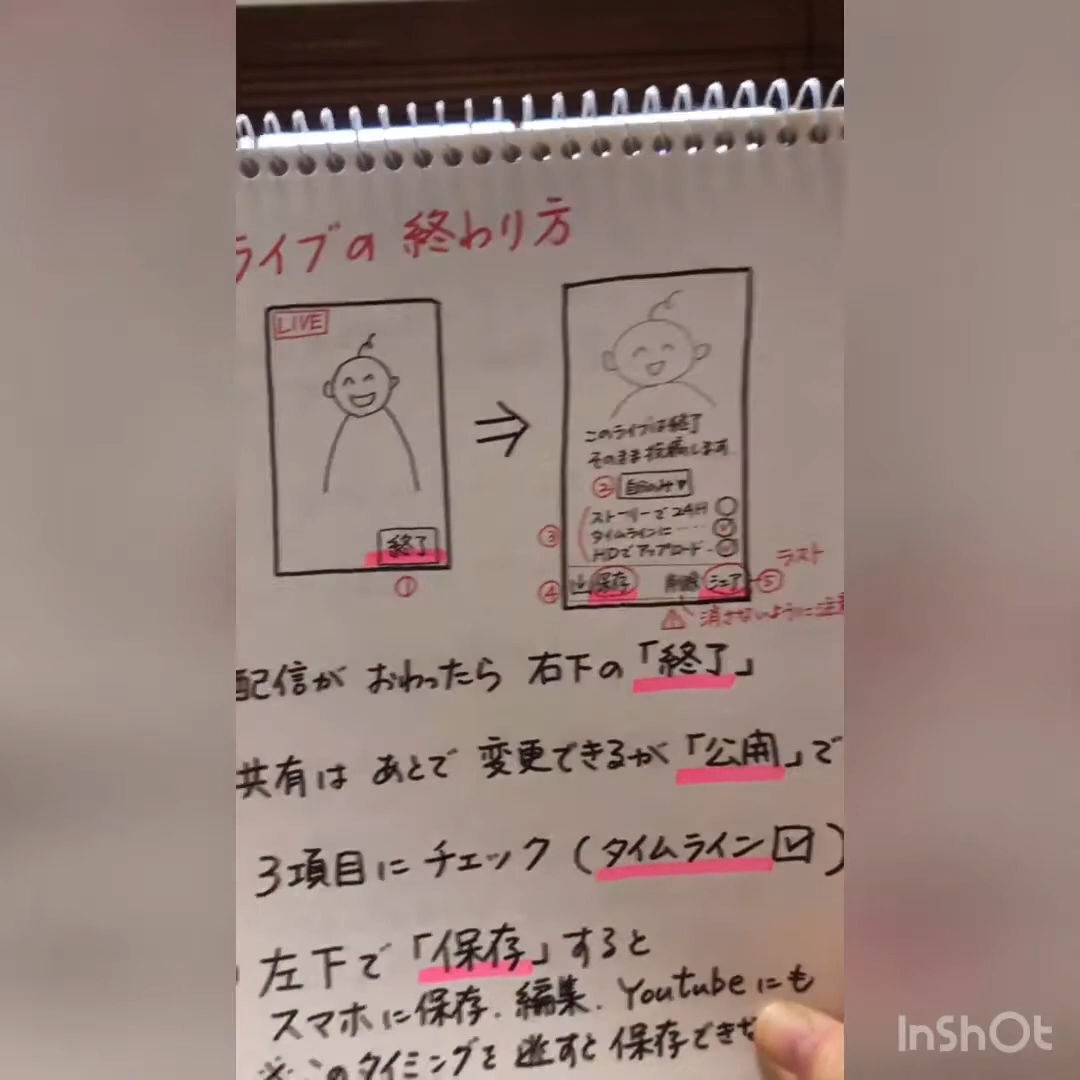 ライブの終わり方
LIVE
終了
①
このライブは終了
そのまま投稿します
② 自分のみ▼
③ ストーリーで24H
タイムラインに・・・・
HDでアップロード
④ 保存 削除 シェア ⑤ ラスト
⚠ 消さないように注意
配信がおわったら右下の「終了」
共有はあとで変更できるが「公開」で
3項目にチェック(タイムライン☑)
左下で「保存」すると
スマホに保存、編集、Youtubeにも
※このタイミングを逃すと保存できな
InShOt